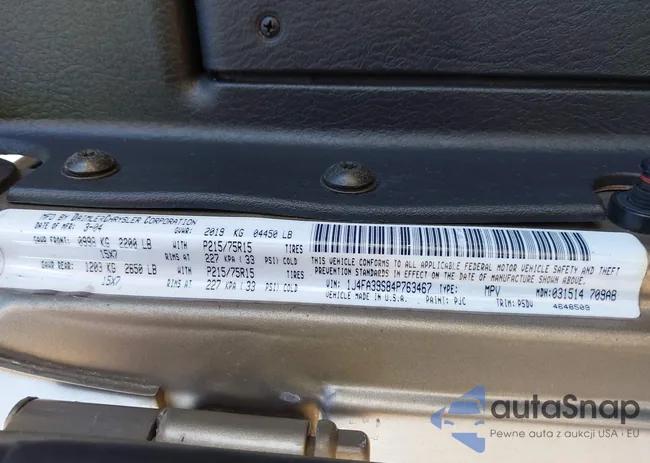 MFG BY DAIMLERCHRYSLER CORPORATION
DATE OF MFR: 3-04 GVWR: 2019 KG 04450 LB
GAWR FRONT: 0998 KG 2200 LB WITH P215/75R15 TIRES
15X7 RIMS AT 227 KPA ( 33 PSI) COLD
GAWR REAR: 1203 KG 2650 LB WITH P215/75R15 TIRES
15X7 RIMS AT 227 KPA ( 33 PSI) COLD
THIS VEHICLE CONFORMS TO ALL APPLICABLE FEDERAL MOTOR VEHICLE SAFETY AND THEFT
PREVENTION STANDARDS IN EFFECT ON THE DATE OF MANUFACTURE SHOWN ABOVE
VIN: 1J4FA39S84P763467 TYPE: MPV MDH: 031514 709A8
VEHICLE MADE IN U.S.A. PAINT: PJC TRIM: P5DV 4648509
autaSnap
Pewne auta z aukcji USA i EU